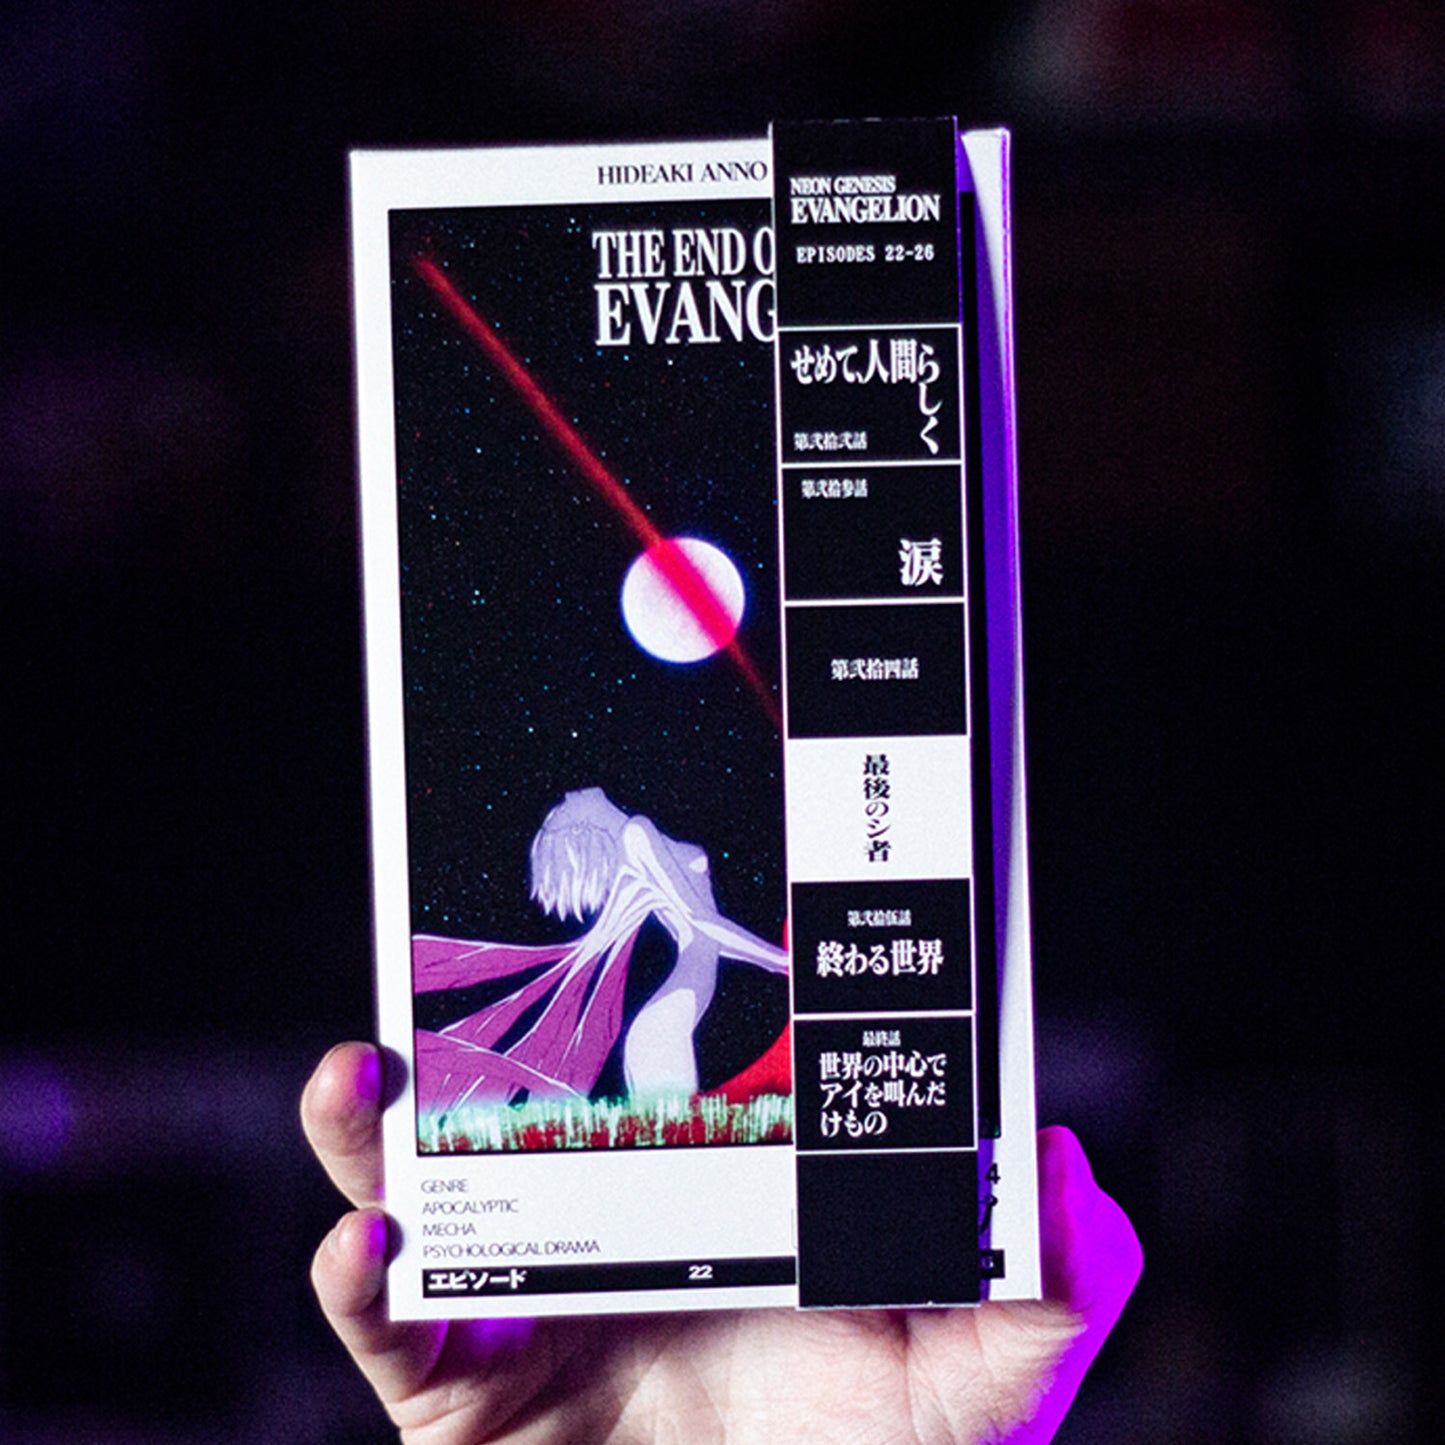 HIDEAKI ANNO
THE END O
EVANG
NEON GENESIS
EVANGELION
EPISODES 22-26
せめて、人間らしく
第弐拾弐話
第弐拾参話
涙
第弐拾四話
最後のシ者
第弐拾伍話
終わる世界
最終話
世界の中心で
アイを叫んだ
けもの
GENRE
APOCALYPTIC
MECHA
PSYCHOLOGICAL DRAMA
エピソード
22
4
6